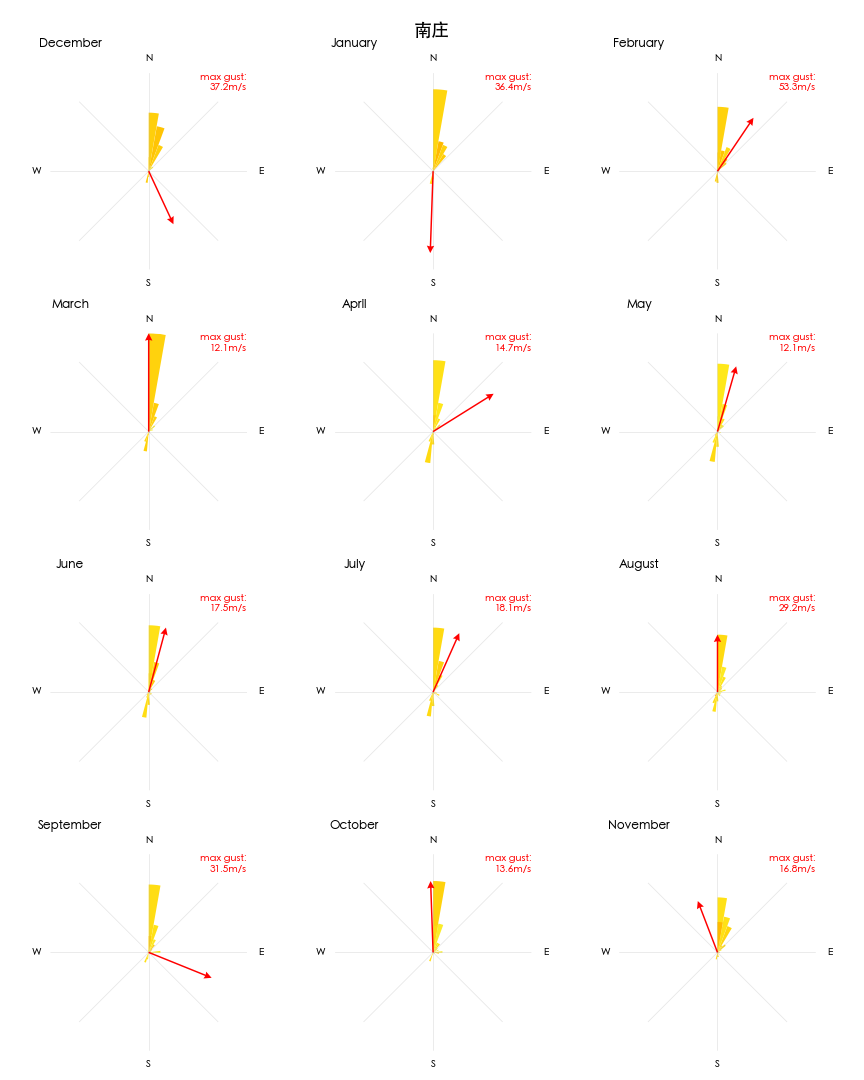 南庄
December
N
max gust:
37.2m/s
W
E
S
January
N
max gust:
36.4m/s
W
E
S
February
N
max gust:
53.3m/s
W
E
S
March
N
max gust:
12.1m/s
W
E
S
April
N
max gust:
14.7m/s
W
E
S
May
N
max gust:
12.1m/s
W
E
S
June
N
max gust:
17.5m/s
W
E
S
July
N
max gust:
18.1m/s
W
E
S
August
N
max gust:
29.2m/s
W
E
S
September
N
max gust:
31.5m/s
W
E
S
October
N
max gust:
13.6m/s
W
E
S
November
N
max gust:
16.8m/s
W
E
S